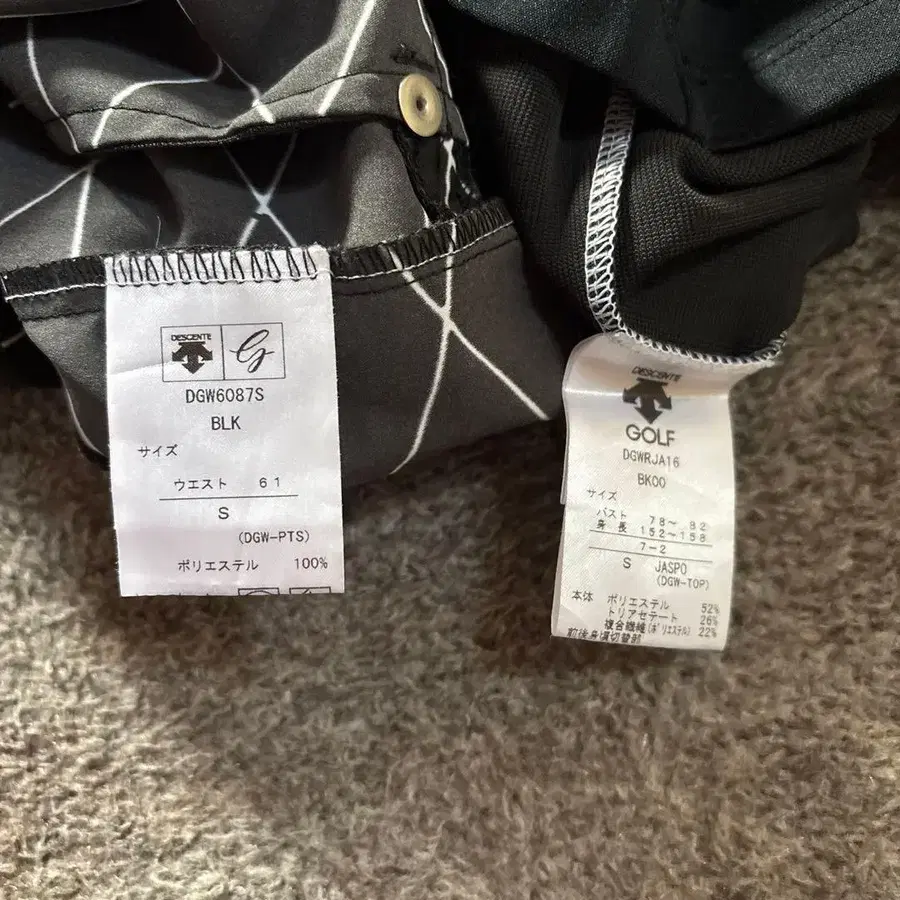 DESCENTE
G
DGW6087S
BLK
サイズ
ウエスト 61
S
(DGW-PTS)
ポリエステル 100%
DESCENTE
GOLF
DGWRJA16
BK00
サイズ
バスト 78～ 82
身 長 152～158
7-2
S JASPO
(DGW-TOP)
本体 ポリエステル 52%
トリアセテート 26%
複合繊維(ﾎﾟﾘｴｽﾃﾙ) 22%
前後身頃切替部